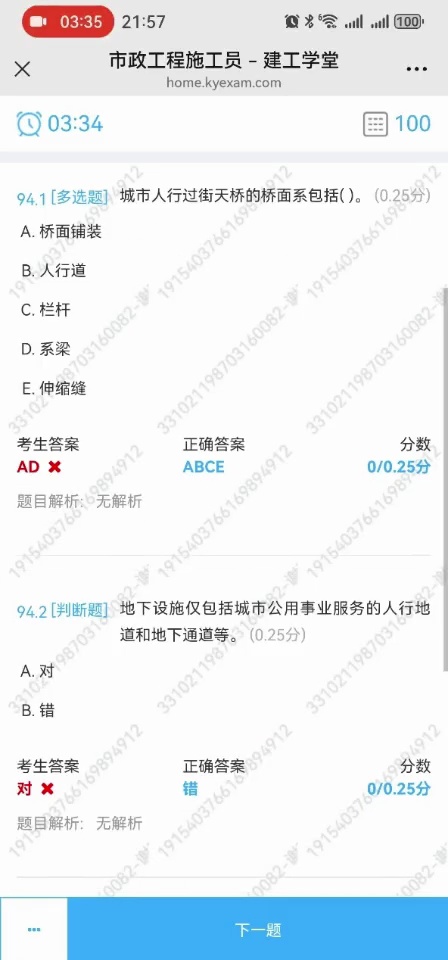 03:35 21:57 6 100
市政工程施工员 - 建工学堂
home.kyexam.com
03:34 100
94.1 [多选题] 城市人行过街天桥的桥面系包括( )。 (0.25分)
A. 桥面铺装
B. 人行道
C. 栏杆
D. 系梁
E. 伸缩缝
考生答案 正确答案 分数
AD ABCE 0/0.25分
题目解析: 无解析
94.2 [判断题] 地下设施仅包括城市公用事业服务的人行地
道和地下通道等。 (0.25分)
A. 对
B. 错
考生答案 正确答案 分数
对 错 0/0.25分
题目解析: 无解析
下一题